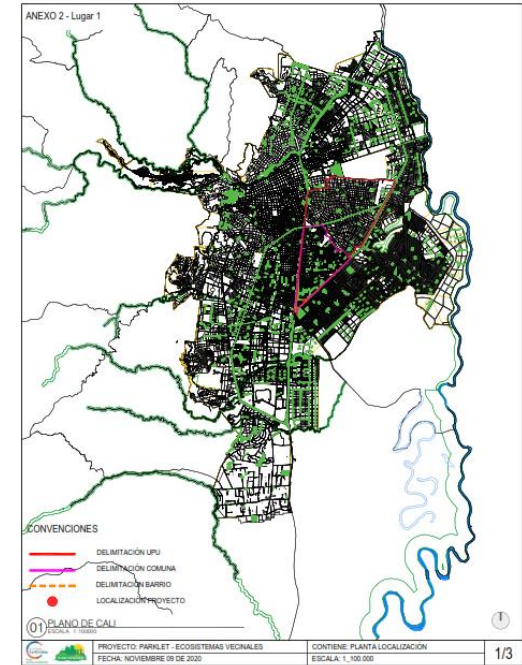 ANEXO 2 - Lugar 1
CONVENCIONES
DELIMITACIÓN UPU
DELIMITACIÓN COMUNA
DELIMITACIÓN BARRIO
LOCALIZACIÓN PROYECTO
01 PLANO DE CALI
ESCALA 1:100000
PROYECTO: PARKLET - ECOSISTEMAS VECINALES
FECHA: NOVIEMBRE 09 DE 2020
CONTIENE: PLANTA LOCALIZACIÓN
ESCALA: 1_100.000
1/3